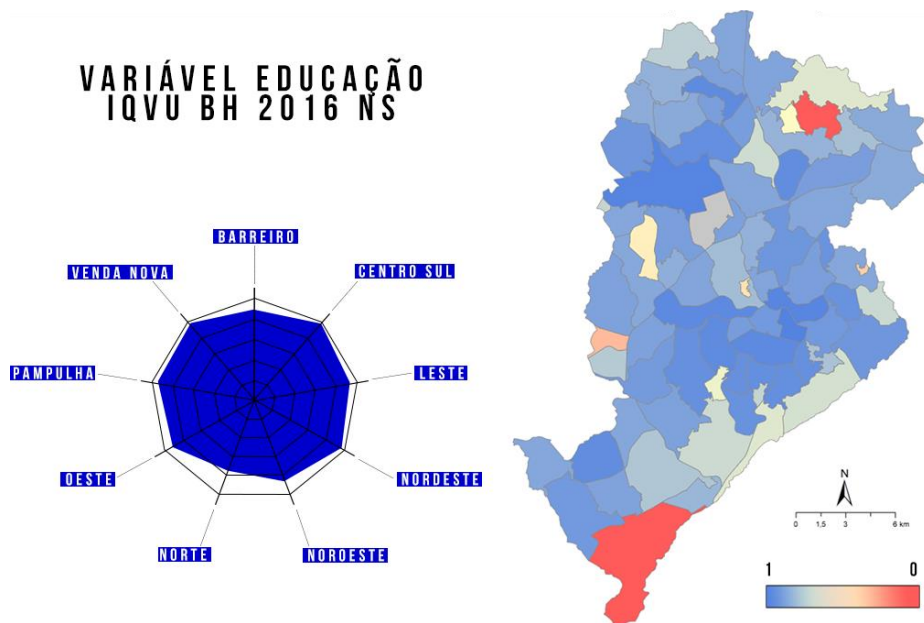 VARIÁVEL EDUCAÇÃO
IQVU BH 2016 NS
BARREIRO
VENDA NOVA
CENTRO SUL
PAMPULHA
LESTE
OESTE
NORDESTE
NORTE
NOROESTE
N
0 1,5 3 6 km
1 0